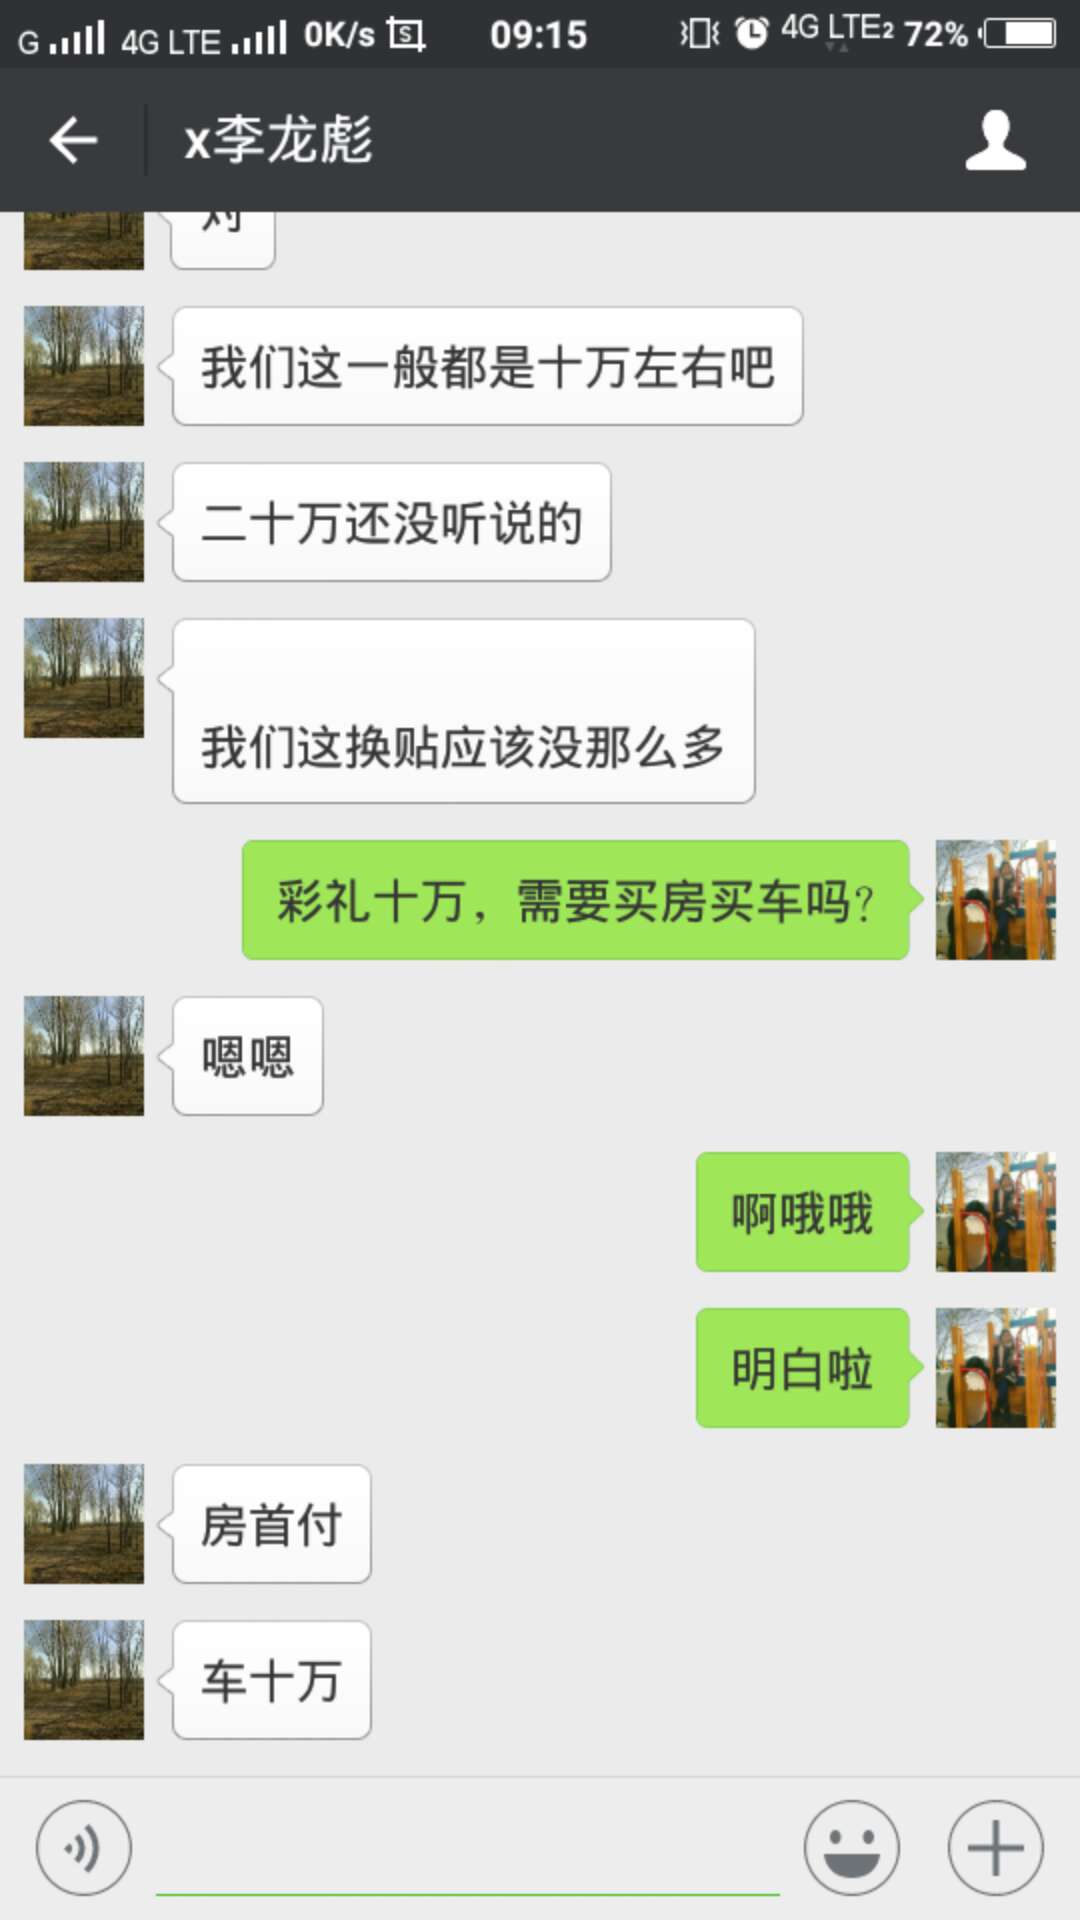 G 4G LTE 0K/s S 09:15 4G LTE2 72%
x李龙彪
对
我们这一般都是十万左右吧
二十万还没听说的
我们这换贴应该没那么多
彩礼十万，需要买房买车吗?
嗯嗯
啊哦哦
明白啦
房首付
车十万